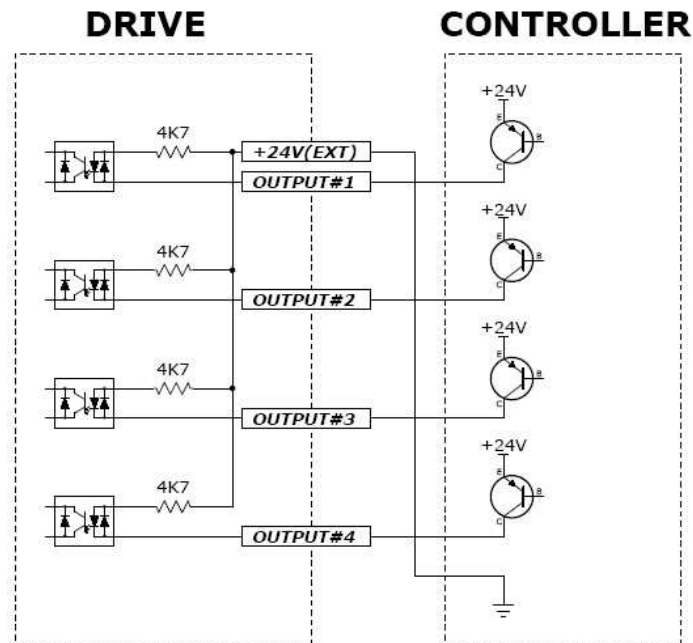 DRIVE
CONTROLLER
+24V
E
B
C
4K7
+24V(EXT)
OUTPUT#1
+24V
E
B
C
4K7
OUTPUT#2
+24V
E
B
C
4K7
OUTPUT#3
+24V
E
B
C
4K7
OUTPUT#4